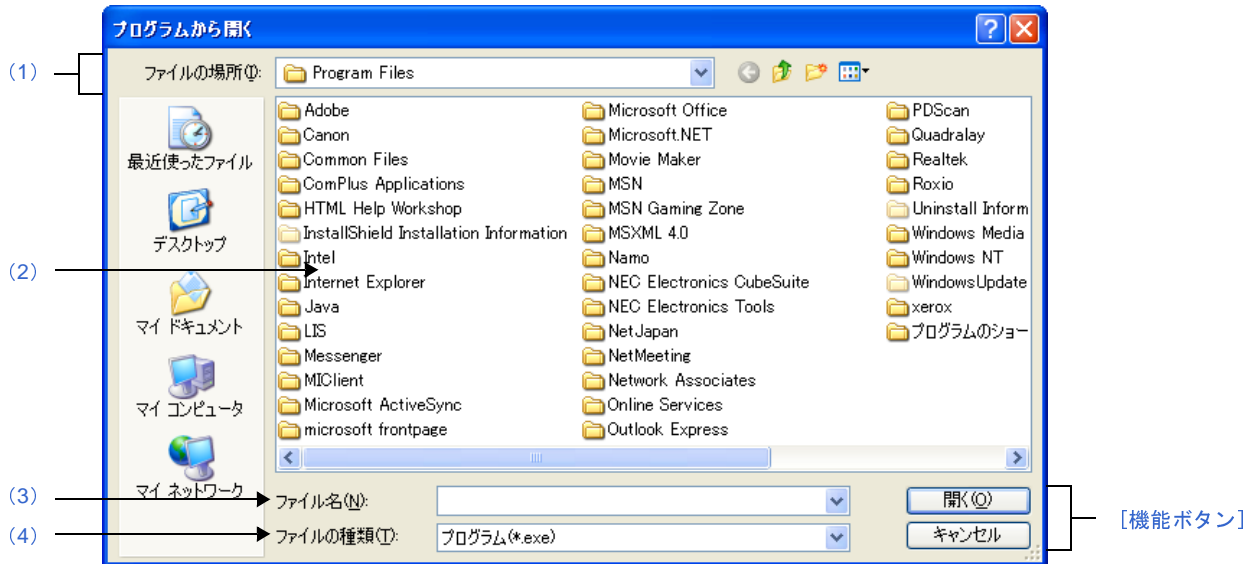 プログラムから開く
(1)
ファイルの場所(I):
Program Files
最近使ったファイル
デスクトップ
マイ ドキュメント
マイ コンピュータ
マイ ネットワーク
(2)
Adobe
Canon
Common Files
ComPlus Applications
HTML Help Workshop
InstallShield Installation Information
Intel
Internet Explorer
Java
LIS
Messenger
MIClient
Microsoft ActiveSync
microsoft frontpage
Microsoft Office
Microsoft.NET
Movie Maker
MSN
MSN Gaming Zone
MSXML 4.0
Namo
NEC Electronics CubeSuite
NEC Electronics Tools
NetJapan
NetMeeting
Network Associates
Online Services
Outlook Express
PDScan
Quadralay
Realtek
Roxio
Uninstall Inform
Windows Media
Windows NT
WindowsUpdate
xerox
プログラムのショー
(3)
ファイル名(N):
開く(O)
(4)
ファイルの種類(T):
プログラム(*.exe)
キャンセル
[機能ボタン]